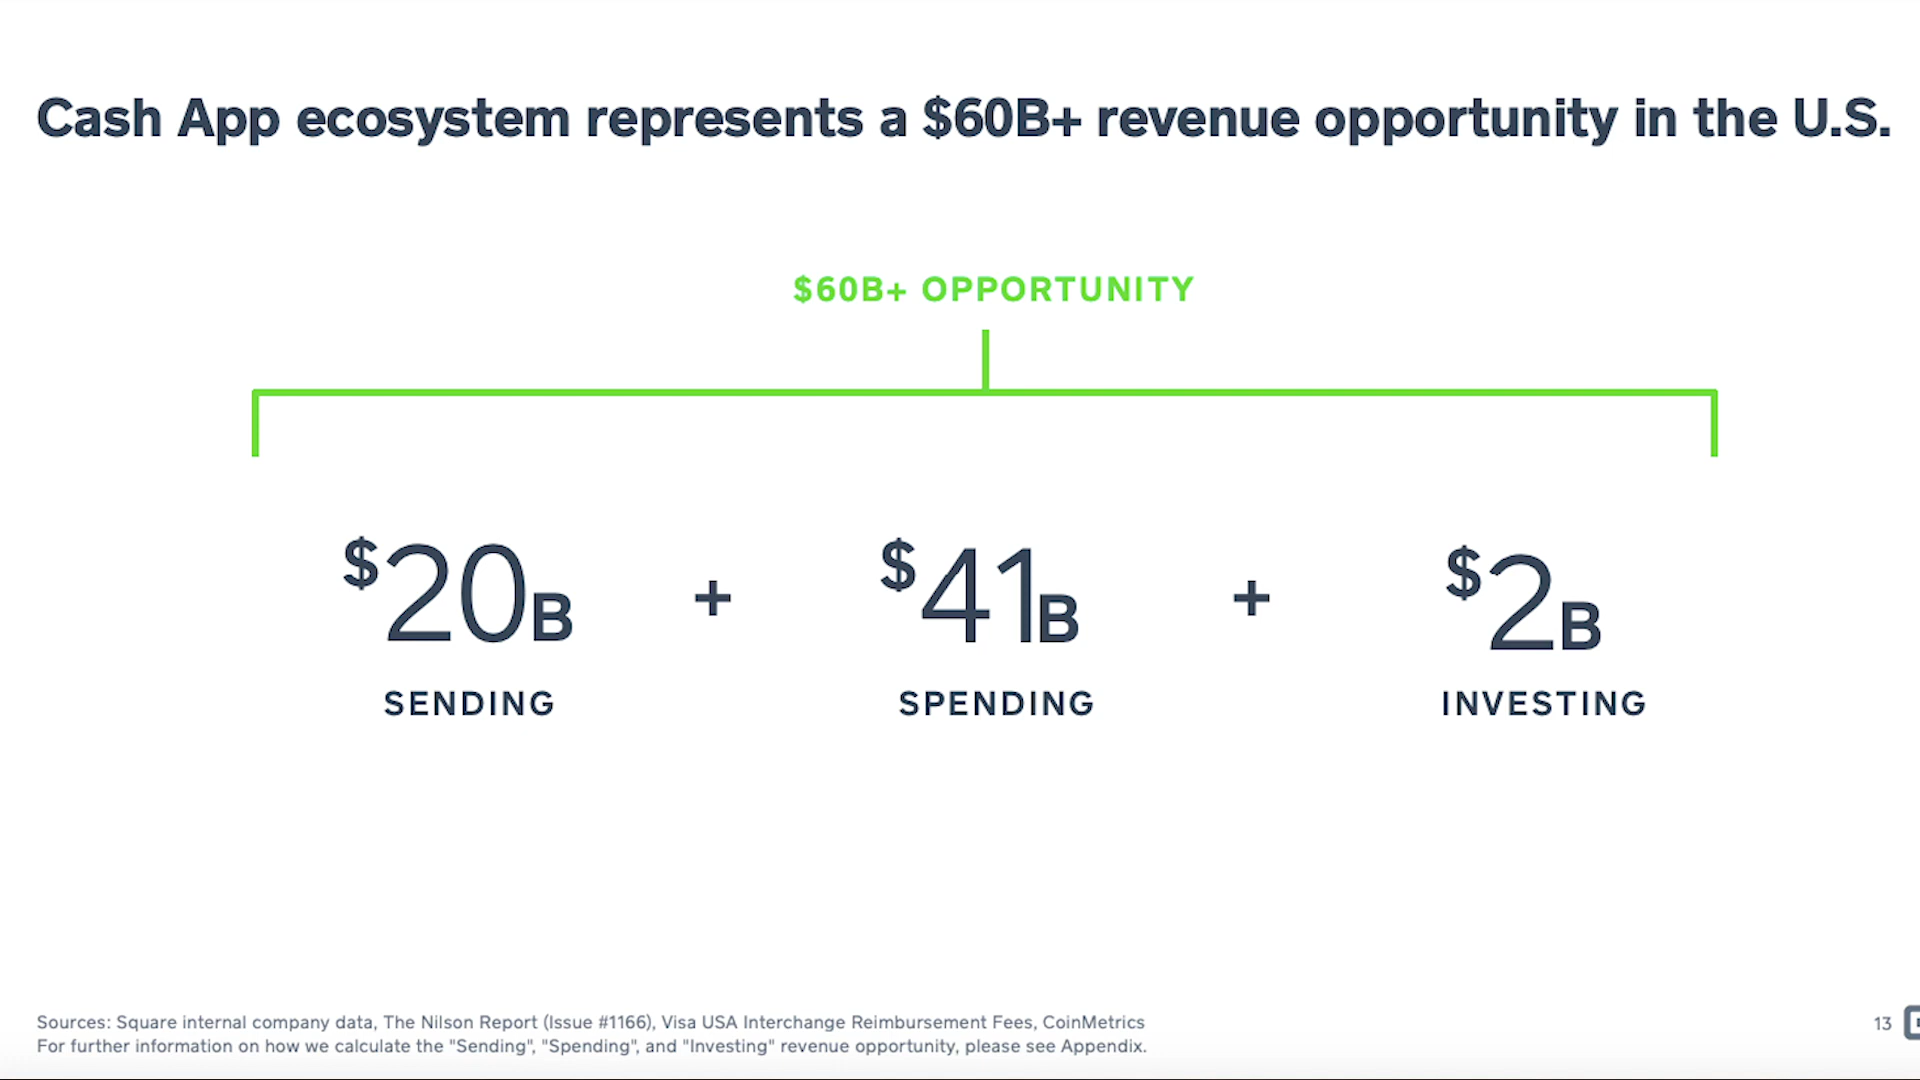 Cash App ecosystem represents a $60B+ revenue opportunity in the U.S.
$60B+ OPPORTUNITY
$20B + $41B + $2B
SENDING SPENDING INVESTING
Sources: Square internal company data, The Nilson Report (Issue #1166), Visa USA Interchange Reimbursement Fees, CoinMetrics
For further information on how we calculate the "Sending", "Spending", and "Investing" revenue opportunity, please see Appendix.
13